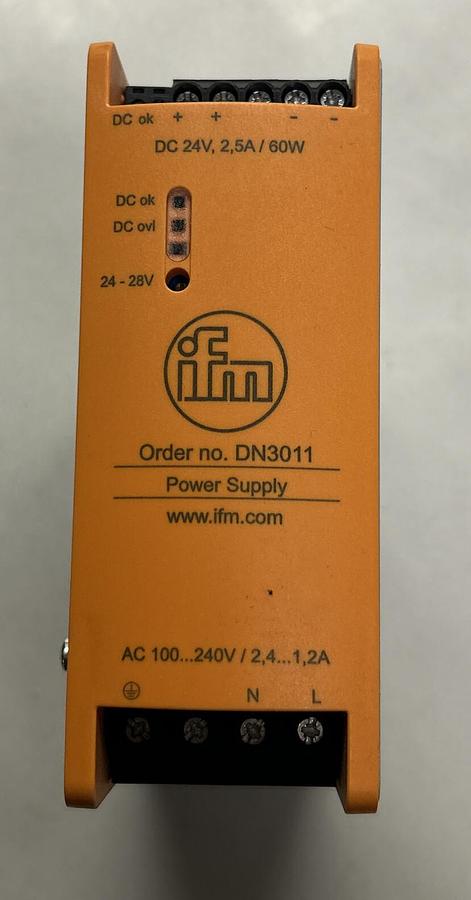 DC ok + + - -
DC 24V, 2,5A / 60W
DC ok
DC ovl
24 - 28V
ifm
Order no. DN3011
Power Supply
www.ifm.com
AC 100...240V / 2,4...1,2A
N L